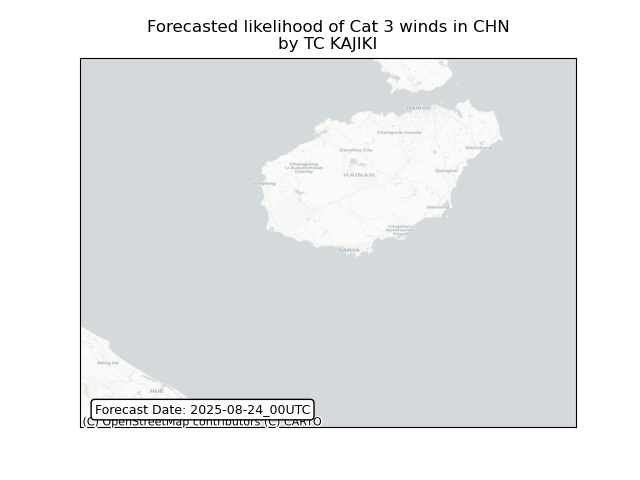 Forecasted likelihood of Cat 3 winds in CHN
by TC KAJIKI
HAIKOU
Chengmai County
Danzhou City
Wenchang
Changjiang
Li Autonomous
County
HAINAN
Qionghai
Dongfang
Wanning
Lingshui Li
Autonomous
County
SANYA
Đồng Hới
HUẾ
Forecast Date: 2025-08-24_00UTC
(C) OpenStreetMap contributors (C) CARTO